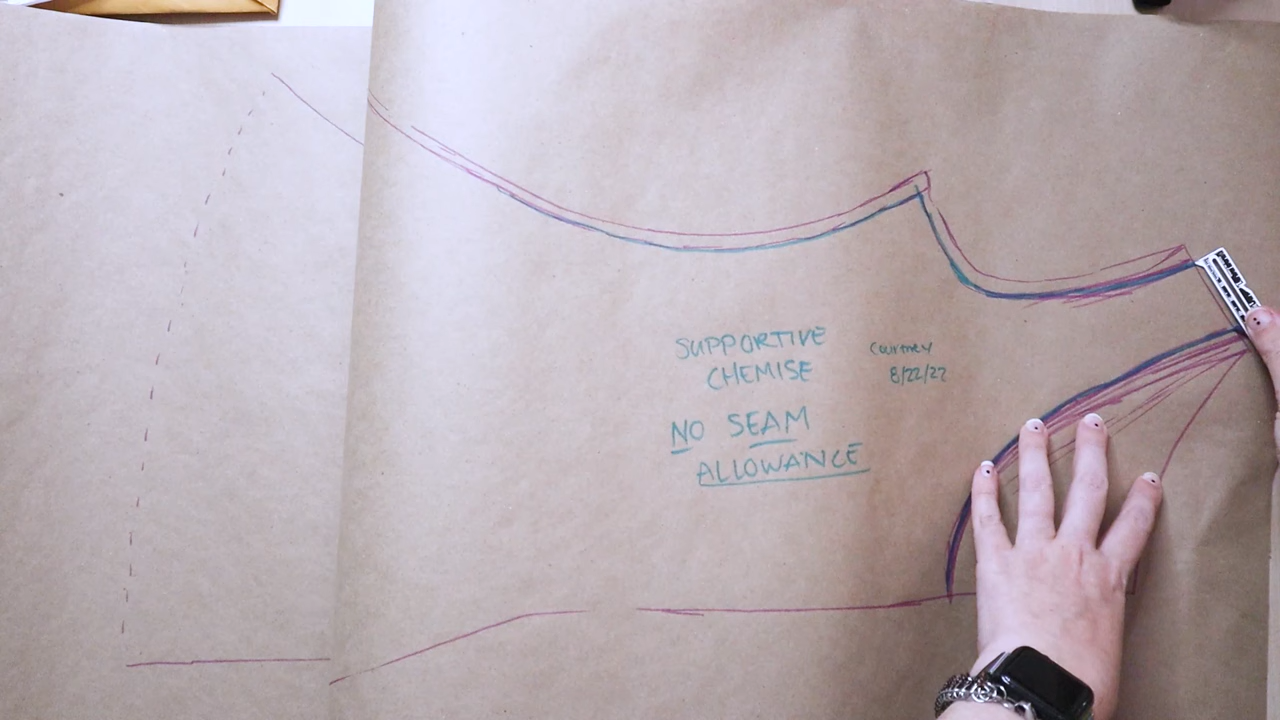 SUPPORTIVE
CHEMISE
NO SEAM
ALLOWANCE
Courtney
8/22/22